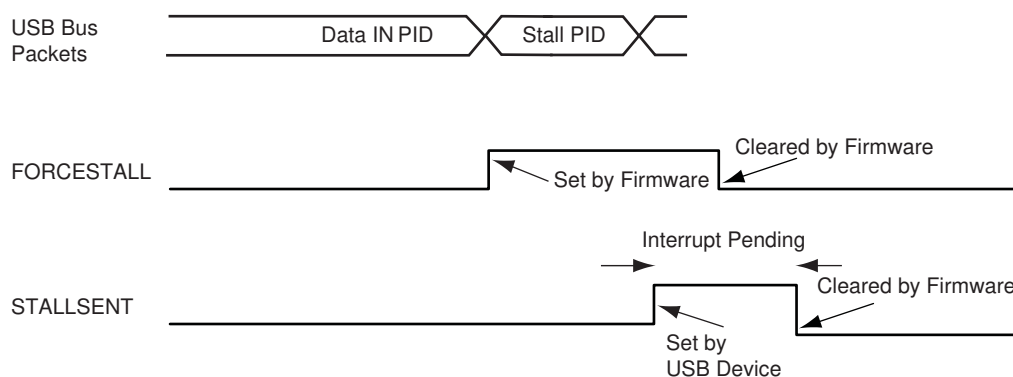 USB Bus
Packets
Data IN PID
Stall PID
FORCESTALL
Set by Firmware
Cleared by Firmware
Interrupt Pending
STALLSENT
Set by
USB Device
Cleared by Firmware